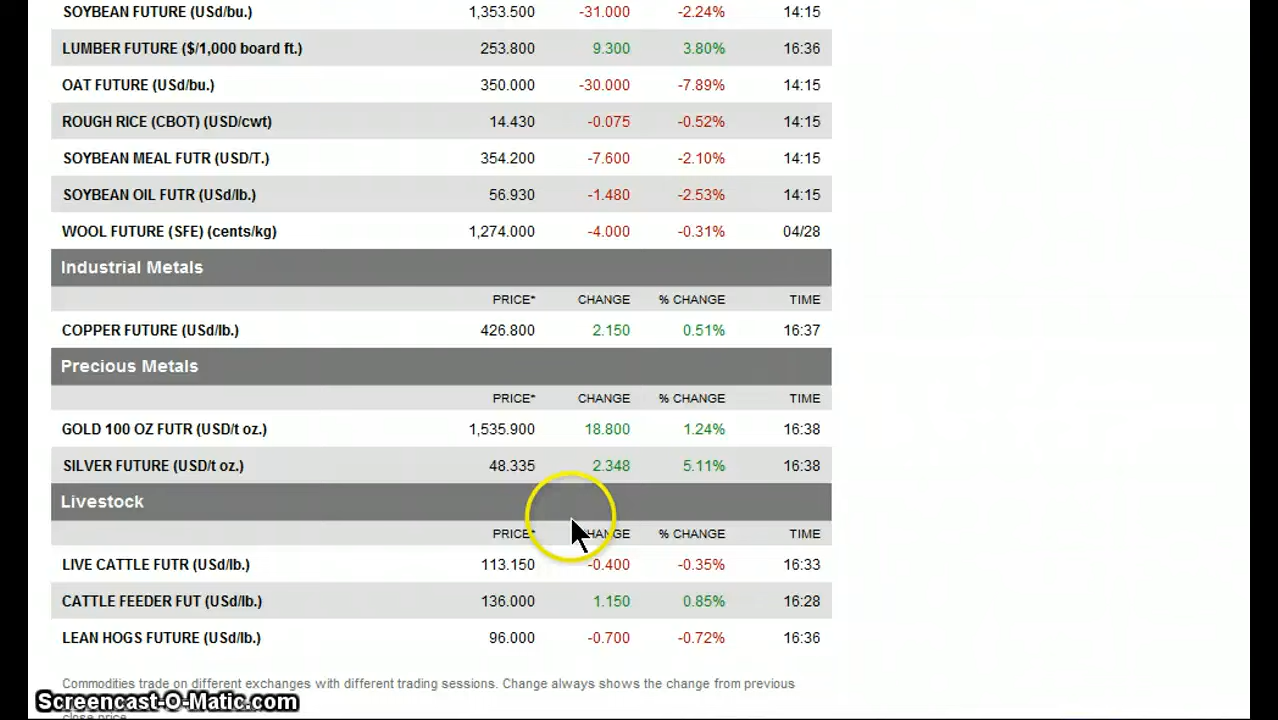 SOYBEAN FUTURE (USd/bu.) 1,353.500 -31.000 -2.24% 14:15
LUMBER FUTURE ($/1,000 board ft.) 253.800 9.300 3.80% 16:36
OAT FUTURE (USd/bu.) 350.000 -30.000 -7.89% 14:15
ROUGH RICE (CBOT) (USD/cwt) 14.430 -0.075 -0.52% 14:15
SOYBEAN MEAL FUTR (USD/T.) 354.200 -7.600 -2.10% 14:15
SOYBEAN OIL FUTR (USd/lb.) 56.930 -1.480 -2.53% 14:15
WOOL FUTURE (SFE) (cents/kg) 1,274.000 -4.000 -0.31% 04/28
Industrial Metals
PRICE* CHANGE % CHANGE TIME
COPPER FUTURE (USd/lb.) 426.800 2.150 0.51% 16:37
Precious Metals
PRICE* CHANGE % CHANGE TIME
GOLD 100 OZ FUTR (USD/t oz.) 1,535.900 18.800 1.24% 16:38
SILVER FUTURE (USD/t oz.) 48.335 2.348 5.11% 16:38
Livestock
PRICE* CHANGE % CHANGE TIME
LIVE CATTLE FUTR (USd/lb.) 113.150 -0.400 -0.35% 16:33
CATTLE FEEDER FUT (USd/lb.) 136.000 1.150 0.85% 16:28
LEAN HOGS FUTURE (USd/lb.) 96.000 -0.700 -0.72% 16:36
Commodities trade on different exchanges with different trading sessions. Change always shows the change from previous
close price.
Screencast-O-Matic.com